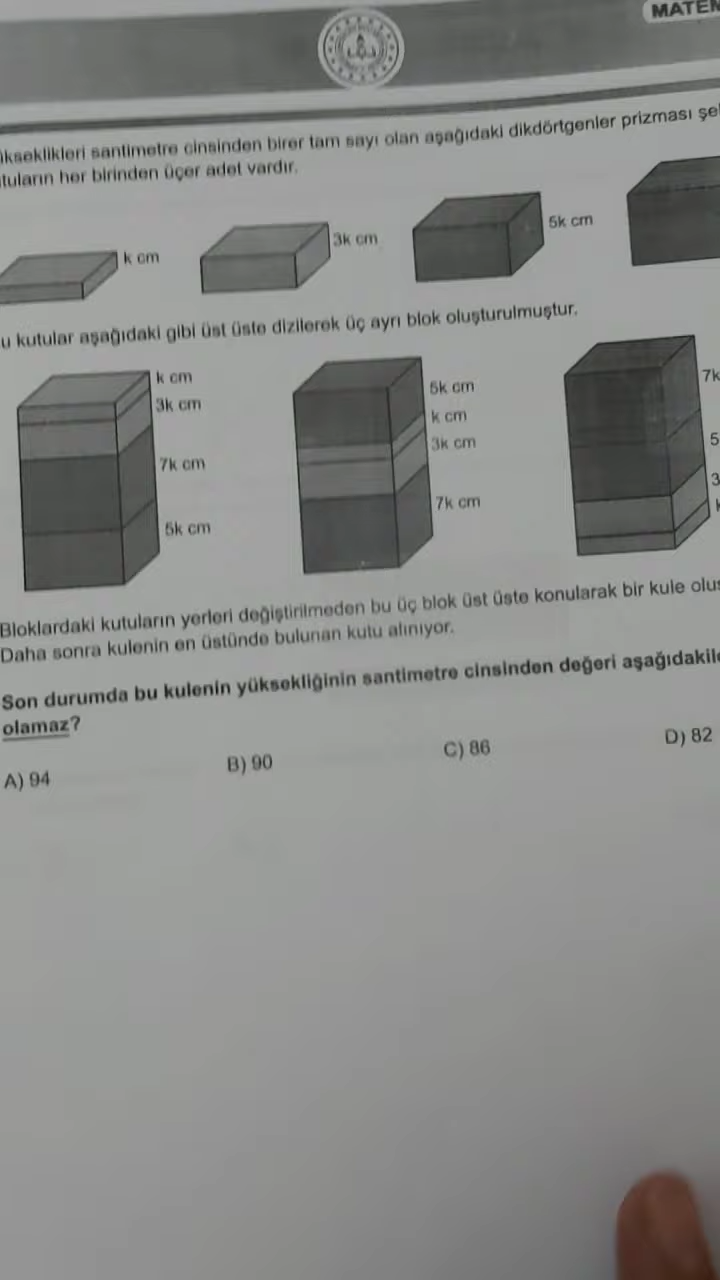 MATEM
ükseklikleri santimetre cinsinden birer tam sayı olan aşağıdaki dikdörtgenler prizması şe
tuların her birinden üçer adet vardır.
k cm
3k cm
5k cm
u kutular aşağıdaki gibi üst üste dizilerek üç ayrı blok oluşturulmuştur.
k cm
3k cm
7k cm
5k cm
5k cm
k cm
3k cm
7k cm
7k
5
3
k
Bloklardaki kutuların yerleri değiştirilmeden bu üç blok üst üste konularak bir kule oluş
Daha sonra kulenin en üstünde bulunan kutu alınıyor.
Son durumda bu kulenin yüksekliğinin santimetre cinsinden değeri aşağıdakile
olamaz?
A) 94
B) 90
C) 86
D) 82